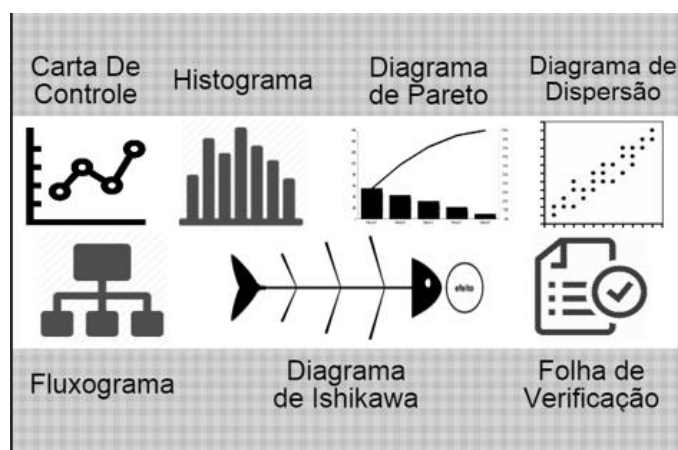 Carta De
Controle
Histograma
Diagrama
de Pareto
Diagrama de
Dispersão
efeito
Fluxograma
Diagrama
de Ishikawa
Folha de
Verificação